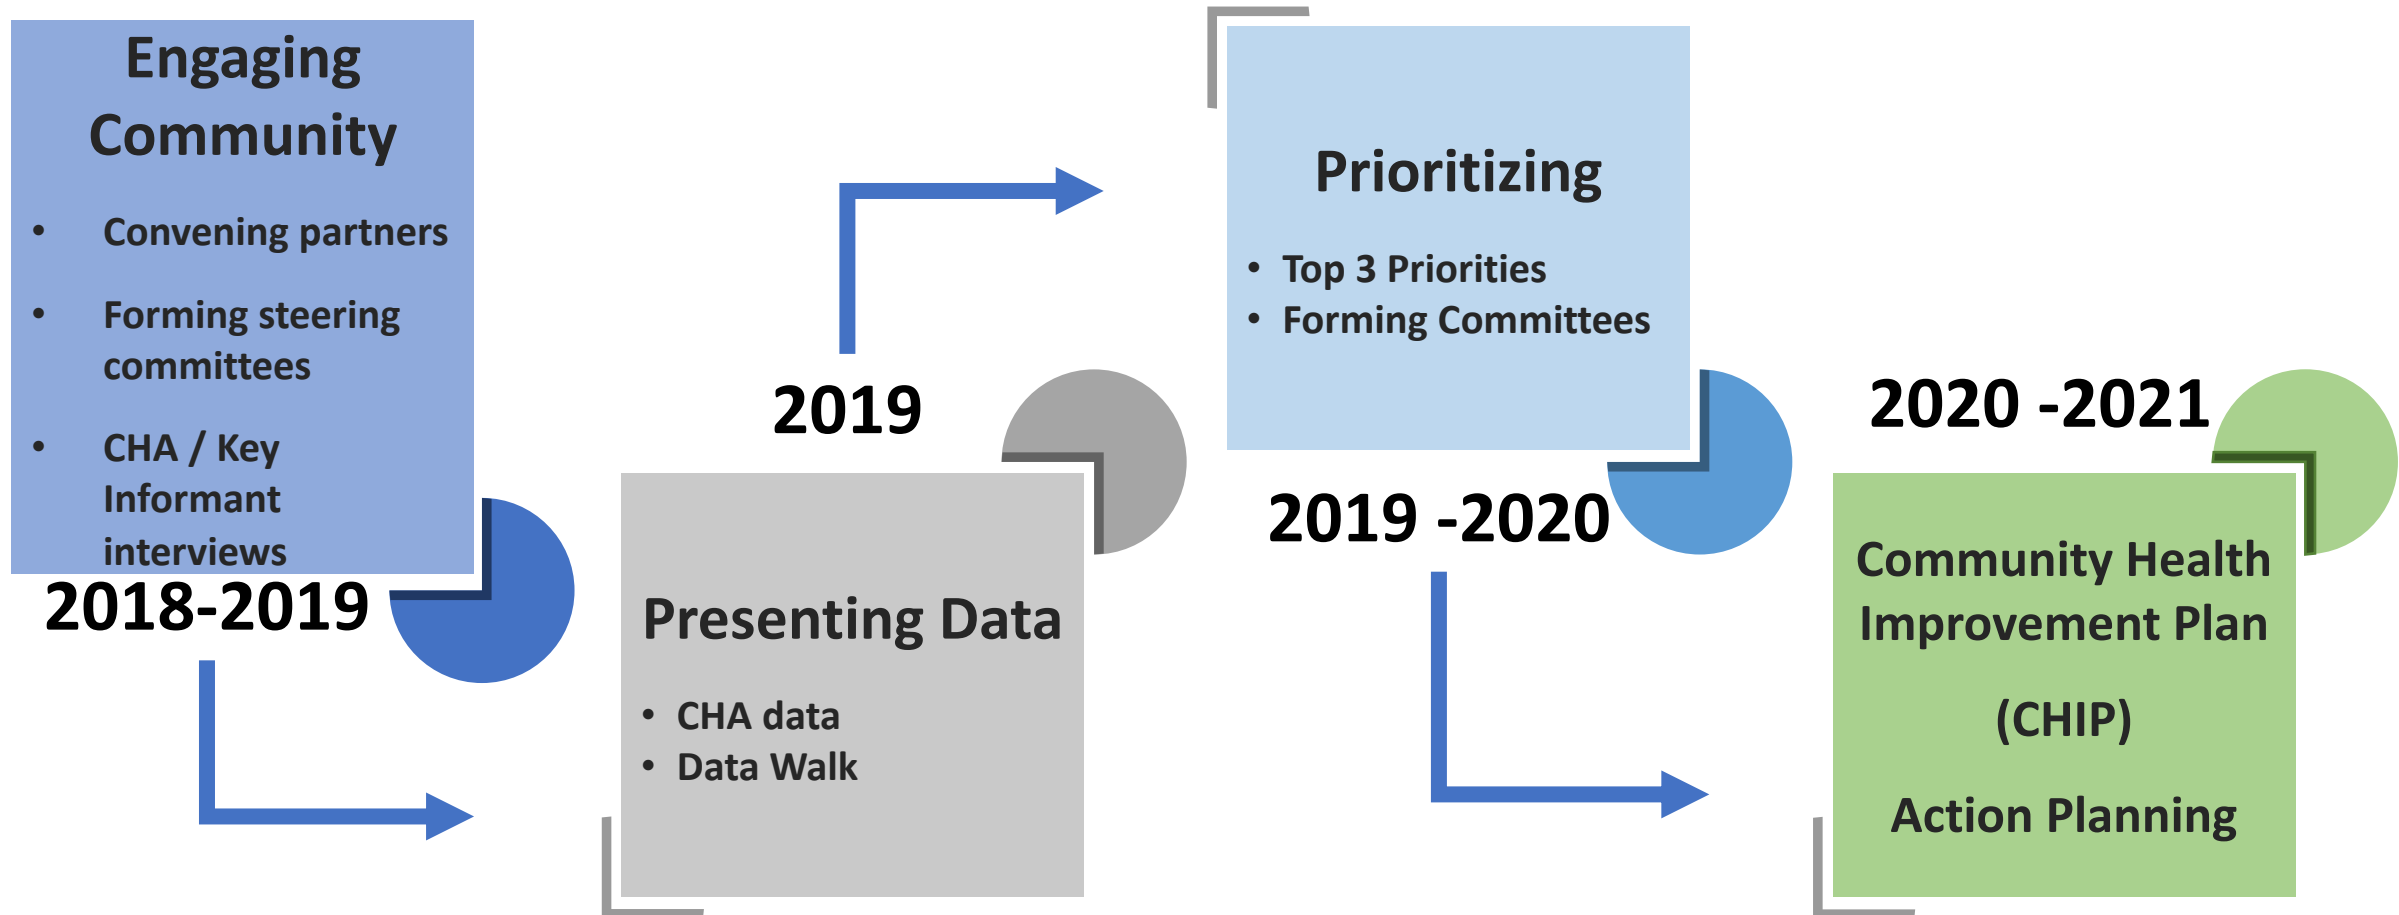 Engaging
Community
• Convening partners
• Forming steering
committees
• CHA / Key
Informant
interviews
2018-2019
2019
Presenting Data
• CHA data
• Data Walk
Prioritizing
• Top 3 Priorities
• Forming Committees
2019 -2020
2020 -2021
Community Health
Improvement Plan
(CHIP)
Action Planning